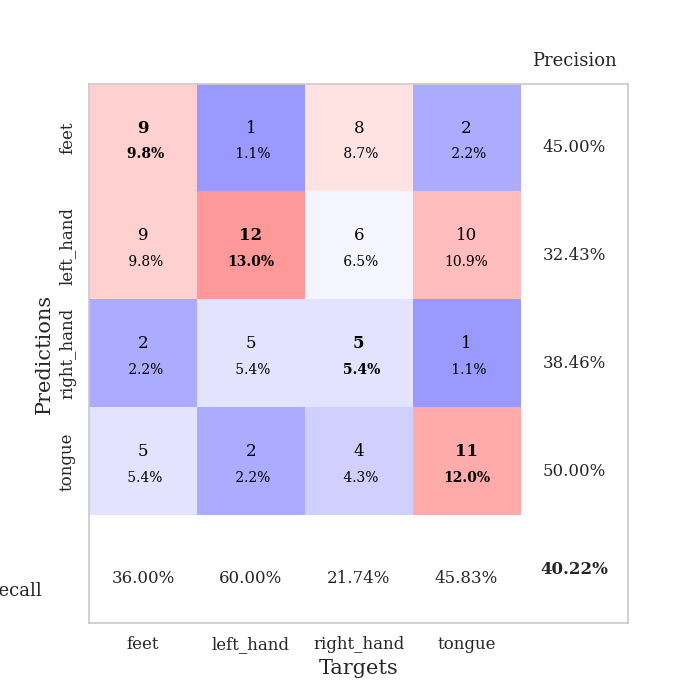 Precision
feet
9 1 8 2
9.8% 1.1% 8.7% 2.2%
45.00%
left_hand
9 12 6 10
9.8% 13.0% 6.5% 10.9%
32.43%
Predictions
right_hand
2 5 5 1
2.2% 5.4% 5.4% 1.1%
38.46%
tongue
5 2 4 11
5.4% 2.2% 4.3% 12.0%
50.00%
ecall
36.00% 60.00% 21.74% 45.83% 40.22%
feet left_hand right_hand tongue
Targets